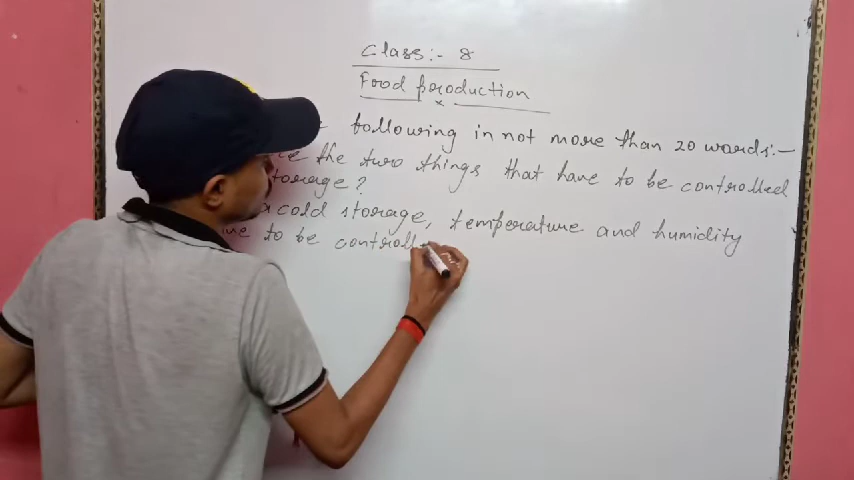 Class:- 8
Food production
following in not more than 20 words:-
the two things that have to be controlled
storage?
a cold storage, temperature and humidity
to be controll